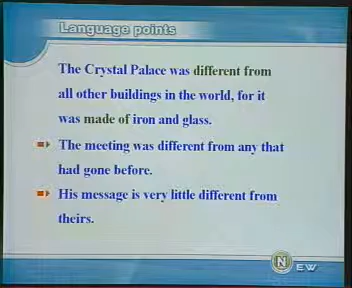 Language points
The Crystal Palace was different from
all other buildings in the world, for it
was made of iron and glass.
The meeting was different from any that
had gone before.
His message is very little different from
theirs.
N EW